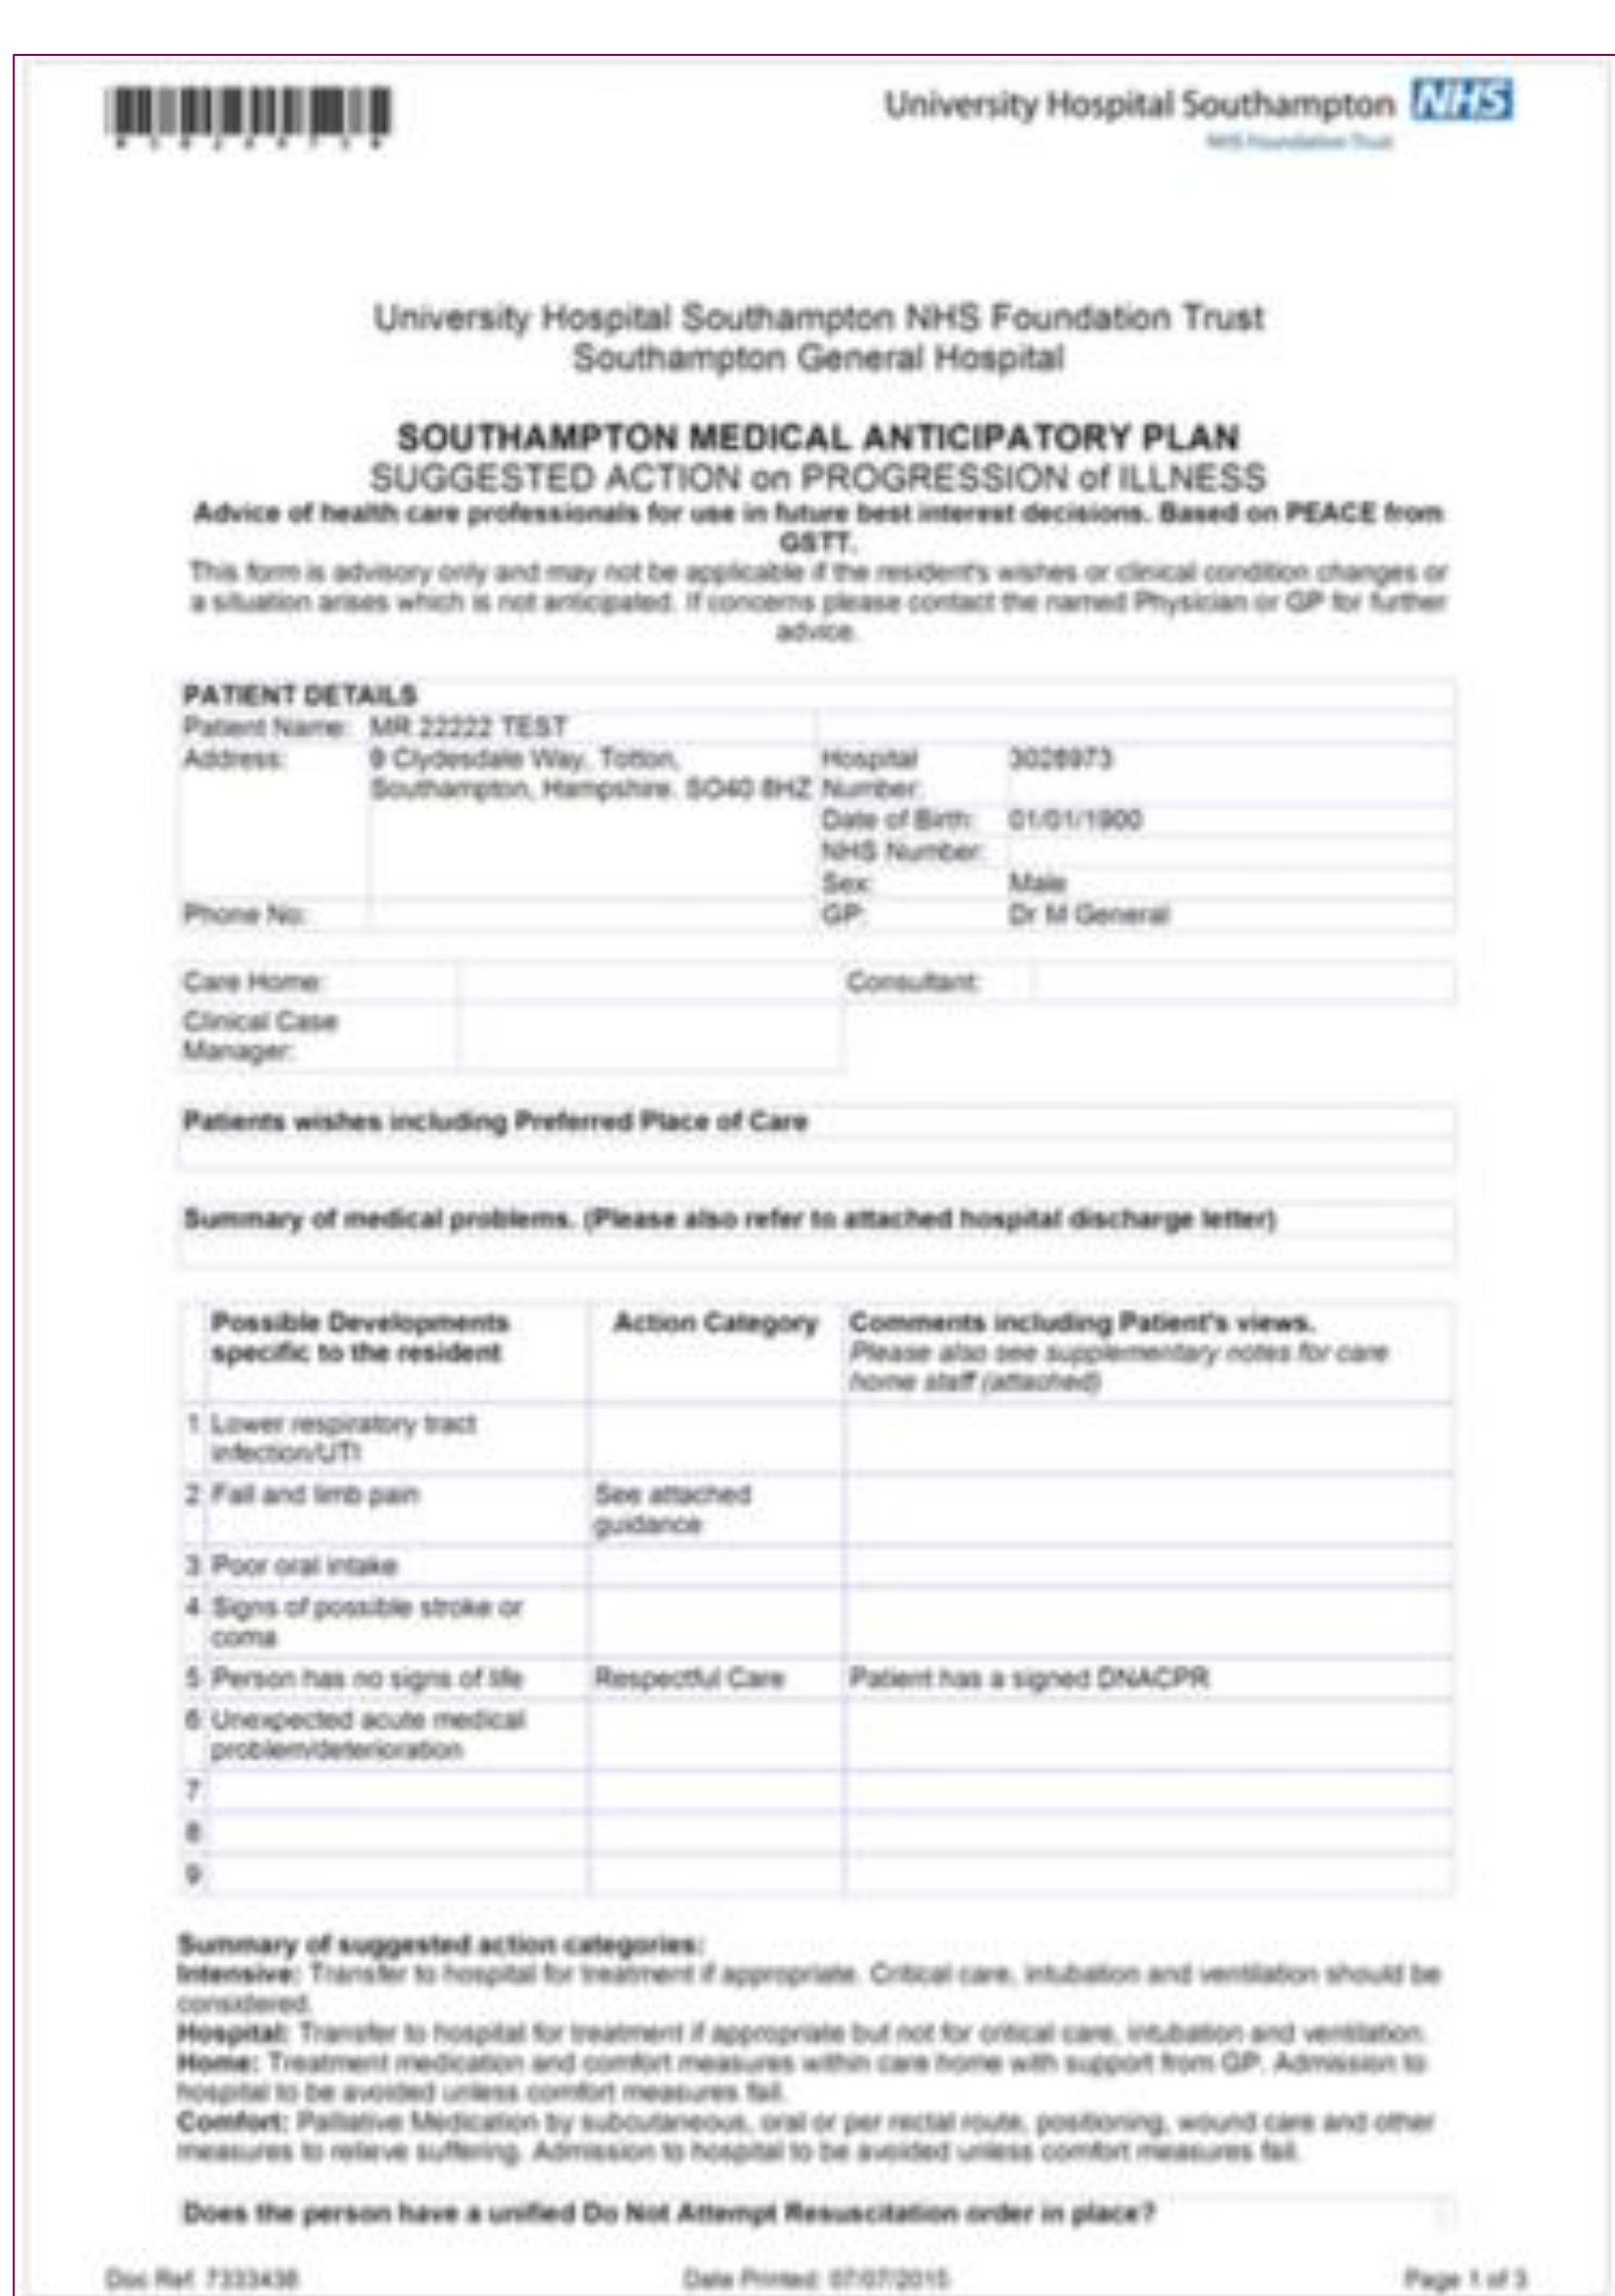 University Hospital Southampton NHS
NHS Foundation Trust
University Hospital Southampton NHS Foundation Trust
Southampton General Hospital
SOUTHAMPTON MEDICAL ANTICIPATORY PLAN
SUGGESTED ACTION on PROGRESSION of ILLNESS
Advice of health care professionals for use in future best interest decisions. Based on PEACE from
GSTT.
This form is advisory only and may not be applicable if the resident's wishes or clinical condition changes or
a situation arises which is not anticipated. If concerns please contact the named Physician or GP for further
advice.
PATIENT DETAILS
Patient Name: MR 22222 TEST
Address: 9 Clydesdale Way, Totton, Hospital 3028973
Southampton, Hampshire. SO40 8HZ Number:
Date of Birth: 01/01/1900
NHS Number:
Sex: Male
Phone No: GP: Dr M General
Care Home: Consultant:
Clinical Case
Manager:
Patients wishes including Preferred Place of Care
Summary of medical problems. (Please also refer to attached hospital discharge letter)
Possible Developments Action Category Comments including Patient's views.
specific to the resident Please also see supplementary notes for care
home staff (attached)
1 Lower respiratory tract
infection/UTI
2 Fall and limb pain See attached
guidance
3 Poor oral intake
4 Signs of possible stroke or
coma
5 Person has no signs of life Respectful Care Patient has a signed DNACPR
6 Unexpected acute medical
problem/deterioration
7
8
9
Summary of suggested action categories:
Intensive: Transfer to hospital for treatment if appropriate. Critical care, intubation and ventilation should be
considered.
Hospital: Transfer to hospital for treatment if appropriate but not for critical care, intubation and ventilation.
Home: Treatment medication and comfort measures within care home with support from GP. Admission to
hospital to be avoided unless comfort measures fail.
Comfort: Palliative Medication by subcutaneous, oral or per rectal route, positioning, wound care and other
measures to relieve suffering. Admission to hospital to be avoided unless comfort measures fail.
Does the person have a unified Do Not Attempt Resuscitation order in place?
Doc Ref: 7333438 Date Printed: 07/07/2015 Page 1 of 3